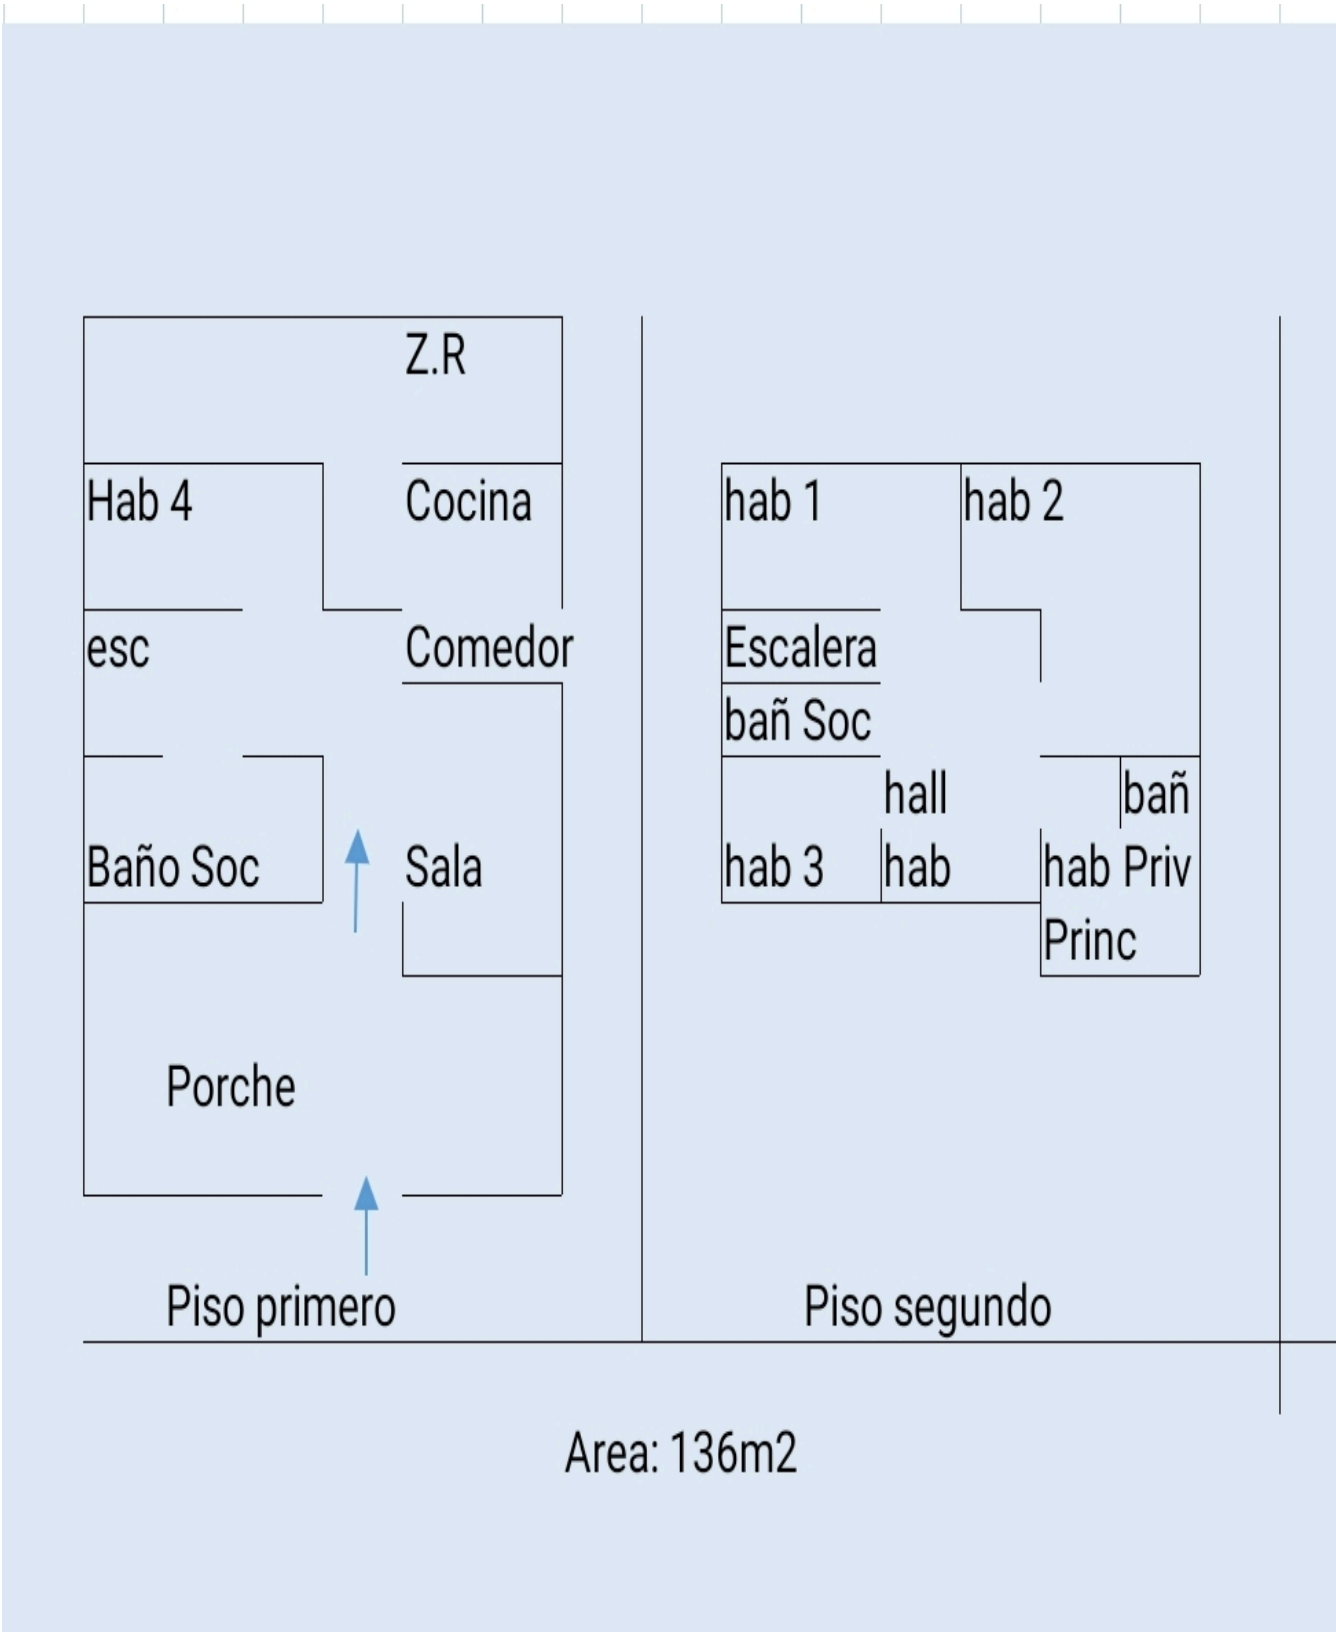 Z.R
Hab 4
Cocina
esc
Comedor
Baño Soc
Sala
Porche
Piso primero
hab 1
hab 2
Escalera
bañ Soc
hall
bañ
hab 3
hab
hab Priv
Princ
Piso segundo
Area: 136m2